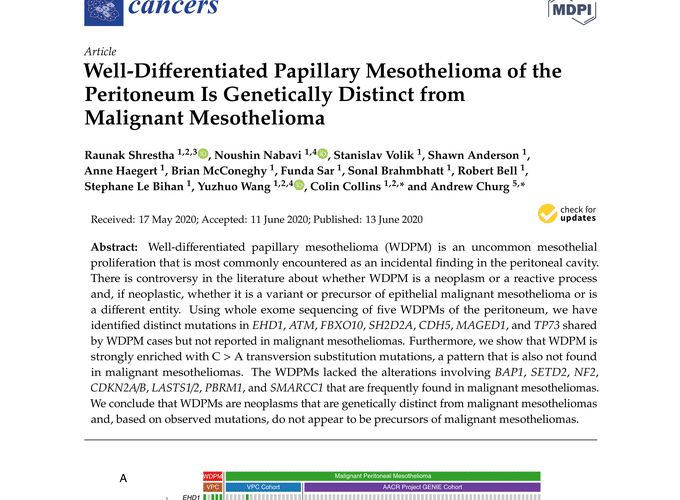 cancers
MDPI
Article
Well-Differentiated Papillary Mesothelioma of the
Peritoneum Is Genetically Distinct from
Malignant Mesothelioma
Raunak Shrestha 1,2,3, Noushin Nabavi 1,4, Stanislav Volik 1, Shawn Anderson 1,
Anne Haegert 1, Brian McConeghy 1, Funda Sar 1, Sonal Brahmbhatt 1, Robert Bell 1,
Stephane Le Bihan 1, Yuzhuo Wang 1,2,4, Colin Collins 1,2,* and Andrew Churg 5,*
Received: 17 May 2020; Accepted: 11 June 2020; Published: 13 June 2020
check for
updates
Abstract: Well-differentiated papillary mesothelioma (WDPM) is an uncommon mesothelial
proliferation that is most commonly encountered as an incidental finding in the peritoneal cavity.
There is controversy in the literature about whether WDPM is a neoplasm or a reactive process
and, if neoplastic, whether it is a variant or precursor of epithelial malignant mesothelioma or is
a different entity. Using whole exome sequencing of five WDPMs of the peritoneum, we have
identified distinct mutations in EHD1, ATM, FBXO10, SH2D2A, CDH5, MAGED1, and TP73 shared
by WDPM cases but not reported in malignant mesotheliomas. Furthermore, we show that WDPM is
strongly enriched with C > A transversion substitution mutations, a pattern that is also not found
in malignant mesotheliomas. The WDPMs lacked the alterations involving BAP1, SETD2, NF2,
CDKN2A/B, LASTS1/2, PBRM1, and SMARCC1 that are frequently found in malignant mesotheliomas.
We conclude that WDPMs are neoplasms that are genetically distinct from malignant mesotheliomas
and, based on observed mutations, do not appear to be precursors of malignant mesotheliomas.
A
WDPM Malignant Peritoneal Mesothelioma
VPC VPC Cohort AACR Project GENIE Cohort
EHD1